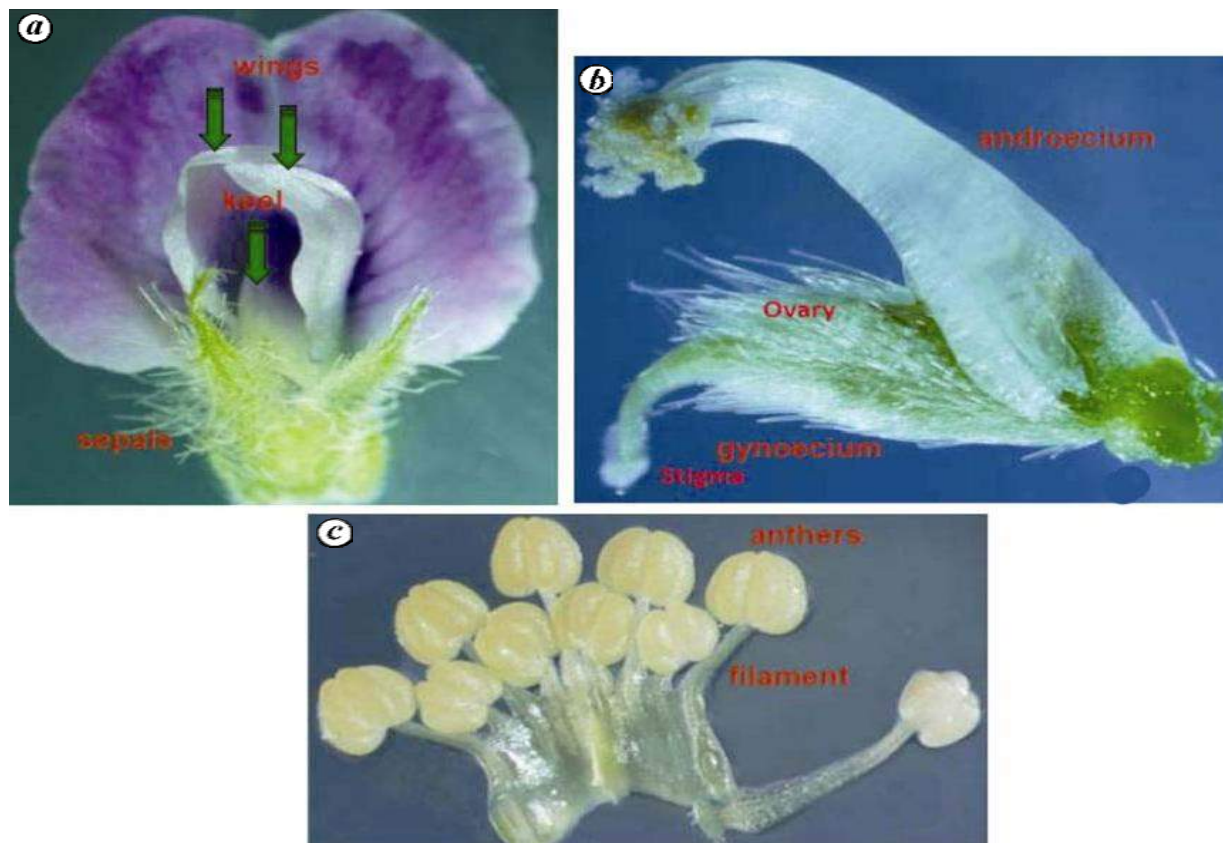 a
wings
keel
sepals
b
androecium
Ovary
gynoecium
Stigma
c
anthers
filament